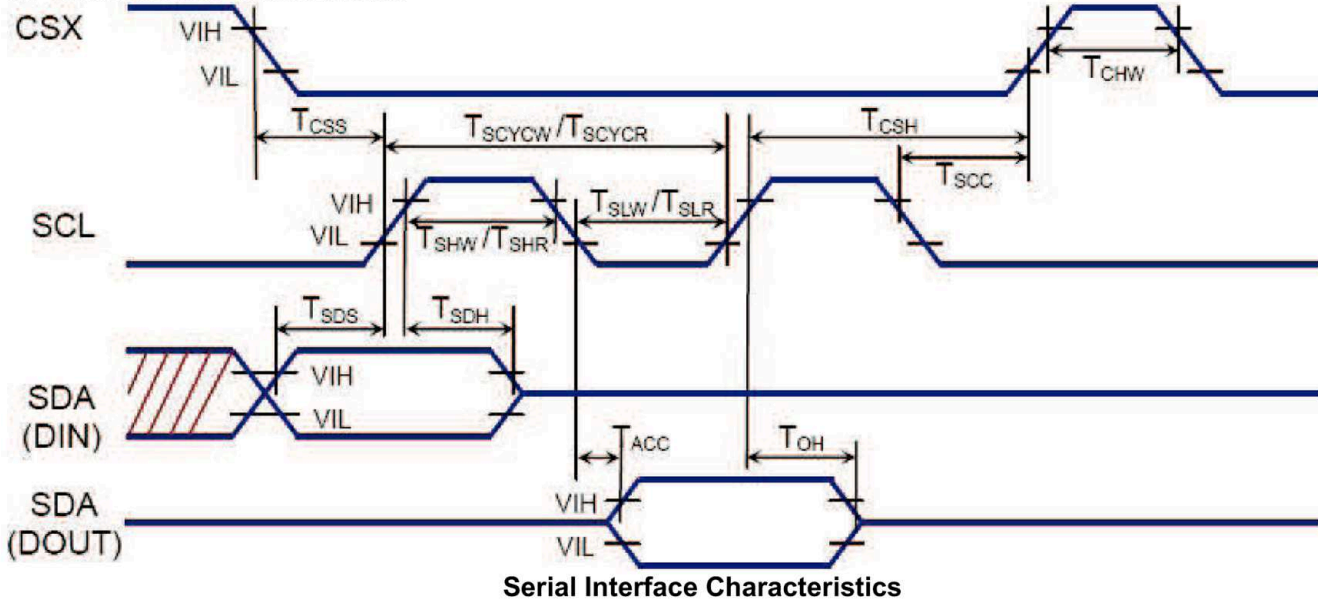 CSX
VIH
VIL
TCHW
TCSS
TSCYCW/TSCYCR
TCSH
TSCC
SCL
VIH
VIL
TSHW/TSHR
TSLW/TSLR
TSDS
TSDH
SDA
(DIN)
VIH
VIL
TACC
TOH
SDA
(DOUT)
VIH
VIL
Serial Interface Characteristics